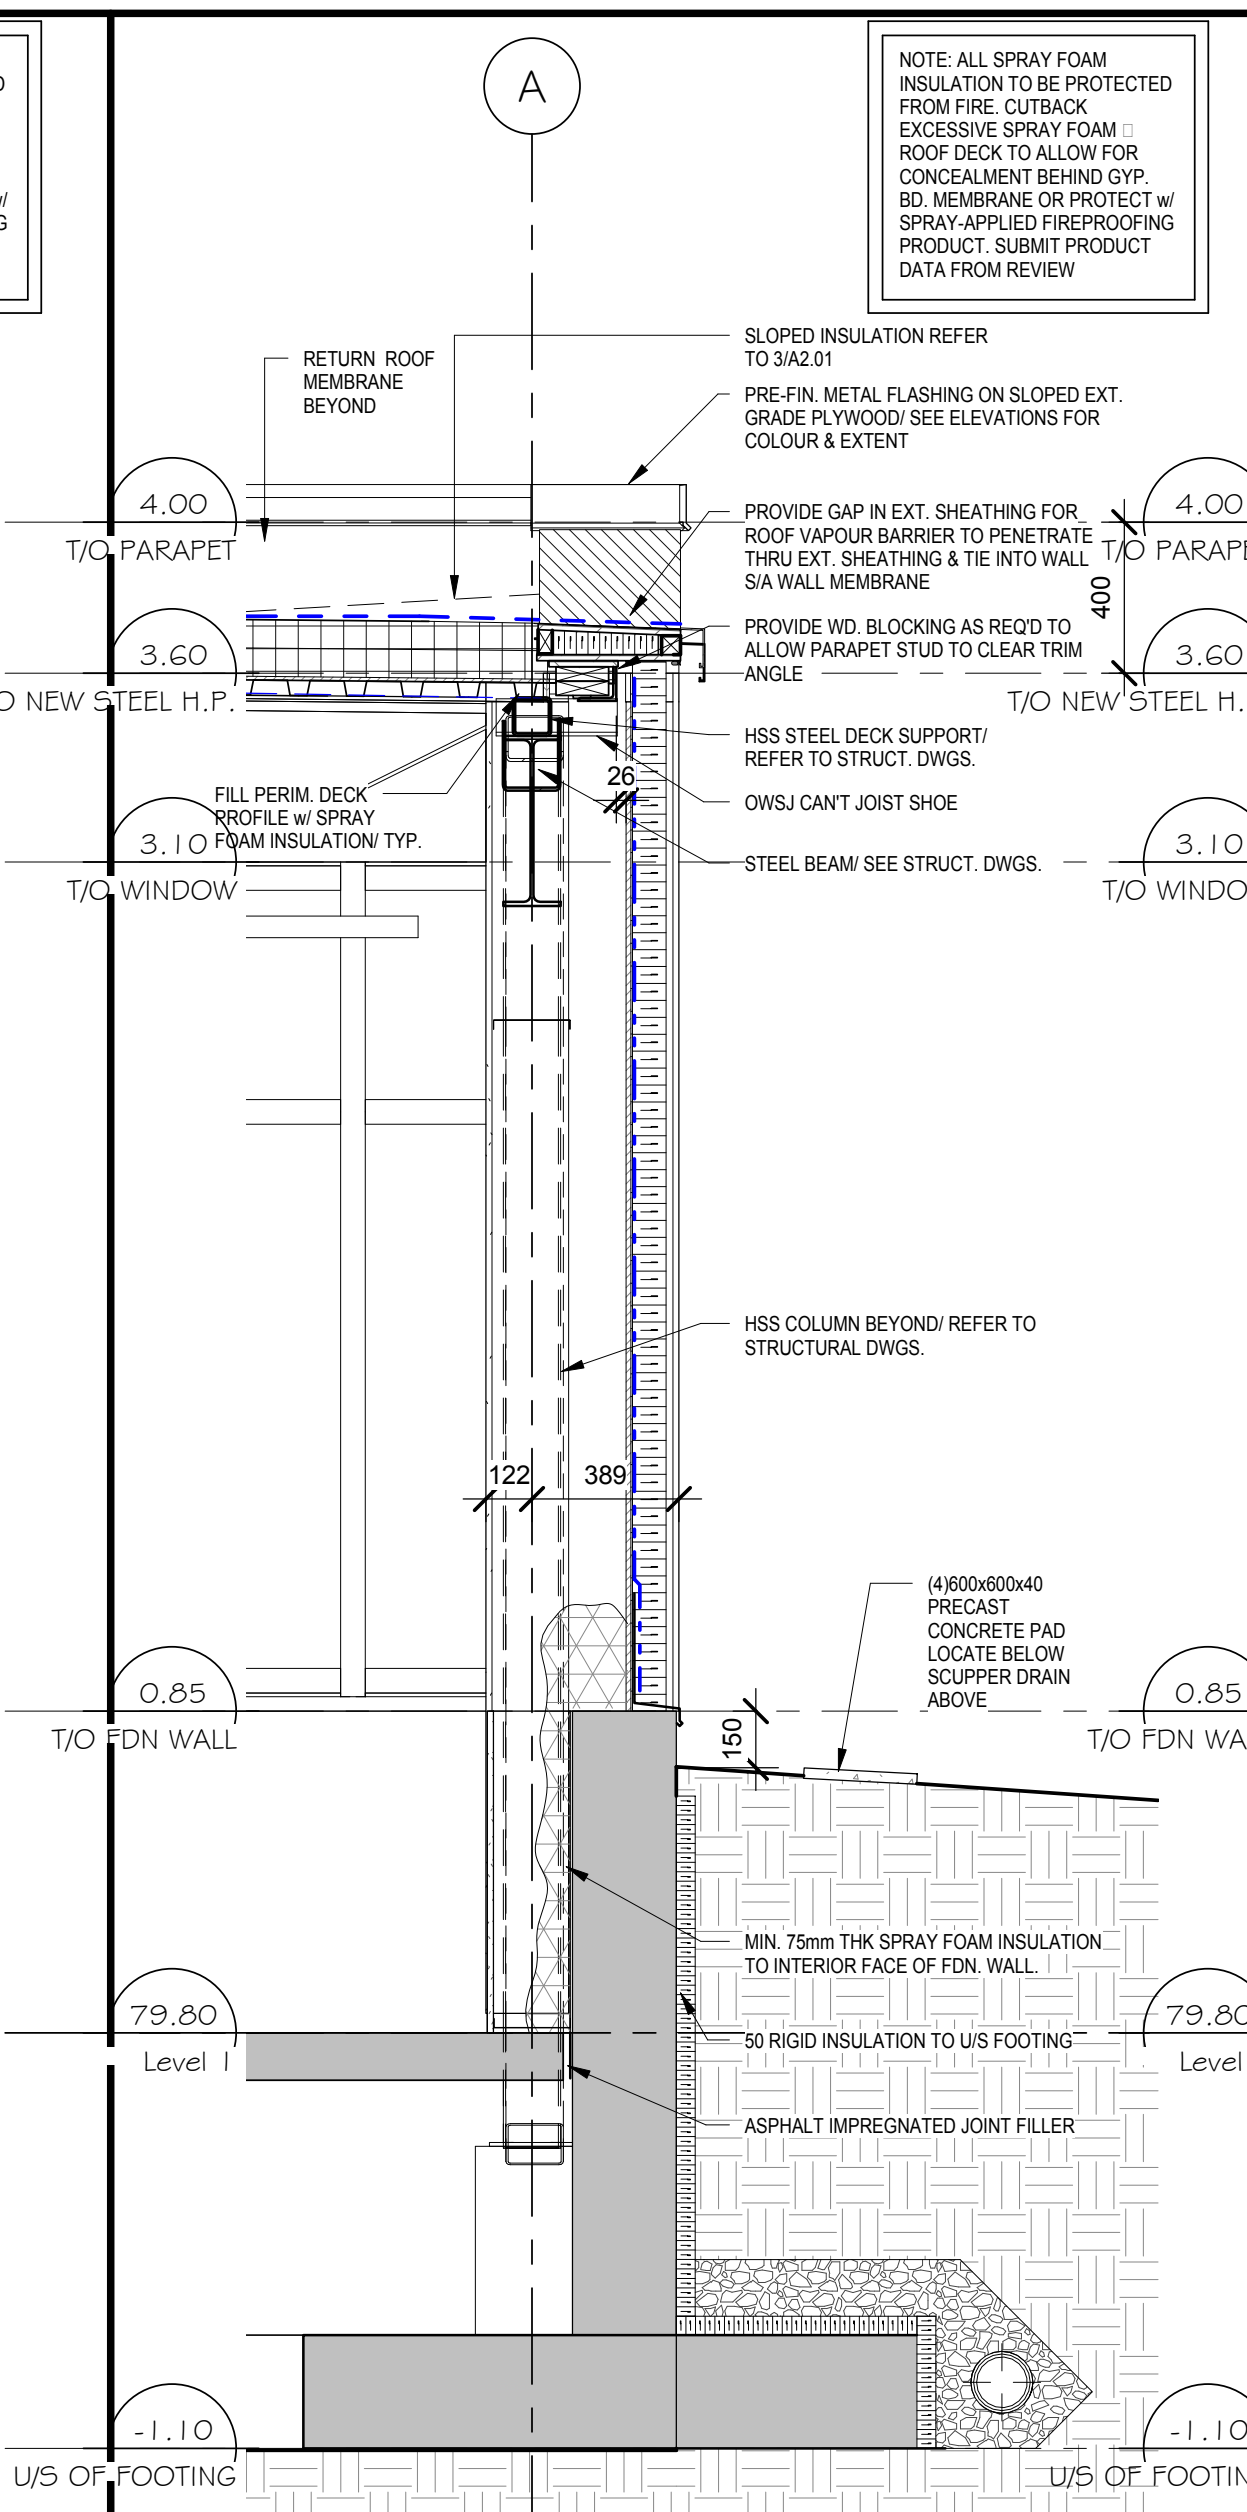 A
NOTE: ALL SPRAY FOAM
INSULATION TO BE PROTECTED
FROM FIRE. CUTBACK
EXCESSIVE SPRAY FOAM □
ROOF DECK TO ALLOW FOR
CONCEALMENT BEHIND GYP.
BD. MEMBRANE OR PROTECT w/
SPRAY-APPLIED FIREPROOFING
PRODUCT. SUBMIT PRODUCT
DATA FROM REVIEW
RETURN ROOF
MEMBRANE
BEYOND
SLOPED INSULATION REFER
TO 3/A2.01
PRE-FIN. METAL FLASHING ON SLOPED EXT.
GRADE PLYWOOD/ SEE ELEVATIONS FOR
COLOUR & EXTENT
4.00
T/O PARAPET
PROVIDE GAP IN EXT. SHEATHING FOR
ROOF VAPOUR BARRIER TO PENETRATE
THRU EXT. SHEATHING & TIE INTO WALL
S/A WALL MEMBRANE
4.00
T/O PARAPE
400
3.60
O NEW STEEL H.P.
PROVIDE WD. BLOCKING AS REQ'D TO
ALLOW PARAPET STUD TO CLEAR TRIM
ANGLE
3.60
T/O NEW STEEL H.
HSS STEEL DECK SUPPORT/
REFER TO STRUCT. DWGS.
26
OWSJ CAN'T JOIST SHOE
FILL PERIM. DECK
PROFILE w/ SPRAY
FOAM INSULATION/ TYP.
3.10
T/O WINDOW
STEEL BEAM/ SEE STRUCT. DWGS.
3.10
T/O WINDO
HSS COLUMN BEYOND/ REFER TO
STRUCTURAL DWGS.
122
389
(4)600x600x40
PRECAST
CONCRETE PAD
LOCATE BELOW
SCUPPER DRAIN
ABOVE
0.85
T/O FDN WALL
150
0.85
T/O FDN WA
MIN. 75mm THK SPRAY FOAM INSULATION
TO INTERIOR FACE OF FDN. WALL.
79.80
Level 1
50 RIGID INSULATION TO U/S FOOTING
79.80
Level
ASPHALT IMPREGNATED JOINT FILLER
-1.10
U/S OF FOOTING
-1.10
U/S OF FOOTIN